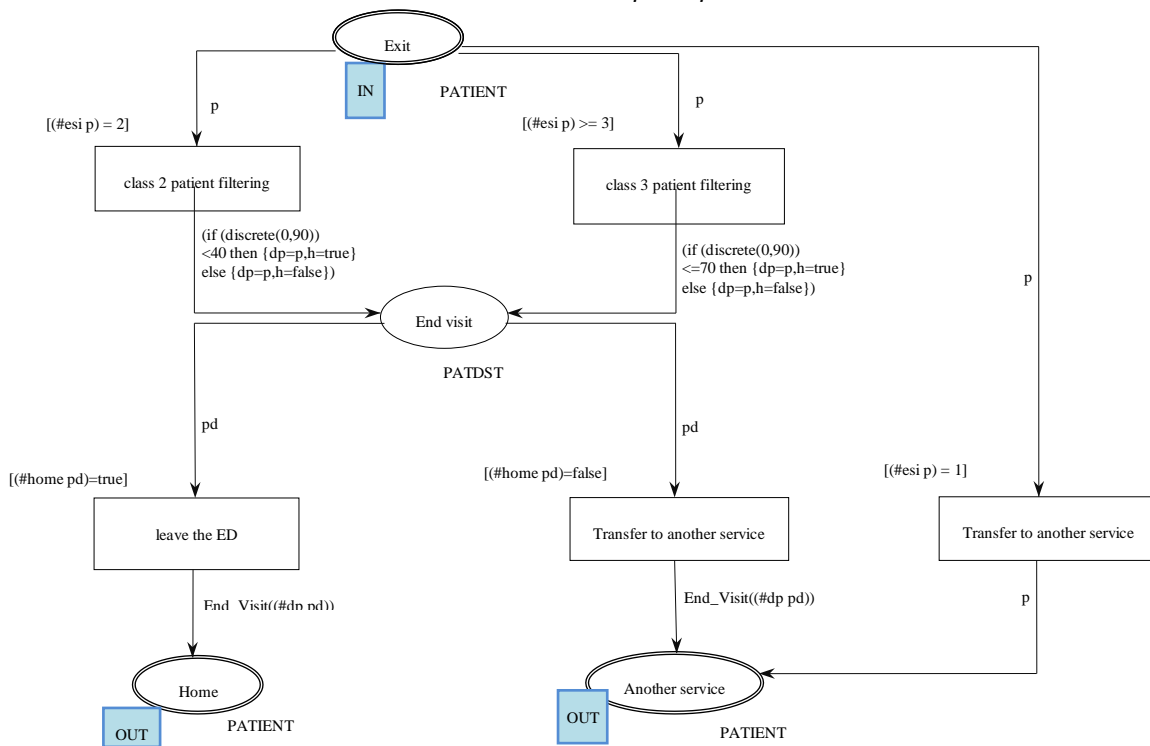 Exit
IN
PATIENT
p
p
[(#esi p) = 2]
[(#esi p) >= 3]
class 2 patient filtering
class 3 patient filtering
(if (discrete(0,90))
<40 then {dp=p,h=true}
else {dp=p,h=false})
(if (discrete(0,90))
<=70 then {dp=p,h=true}
else {dp=p,h=false})
p
End visit
PATDST
pd
pd
[(#home pd)=true]
[(#home pd)=false]
[(#esi p) = 1]
leave the ED
Transfer to another service
Transfer to another service
End_Visit((#dp pd))
End_Visit((#dp pd))
p
Home
Another service
OUT
PATIENT
OUT
PATIENT